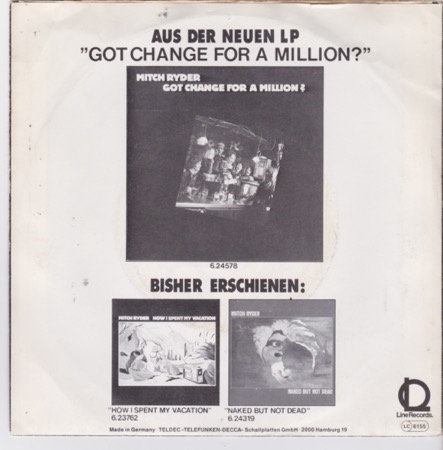 AUS DER NEUEN LP
"GOT CHANGE FOR A MILLION?"
MITCH RYDER
GOT CHANGE FOR A MILLION?
6.24578
BISHER ERSCHIENEN:
MITCH RYDER HOW I SPENT MY VACATION
MITCH RYDER
NAKED BUT NOT DEAD
"HOW I SPENT MY VACATION"
6.23762
"NAKED BUT NOT DEAD"
6.24319
Line Records.
LC 6155
Made in Germany · TELDEC »TELEFUNKEN-DECCA« Schallplatten GmbH · 2000 Hamburg 19